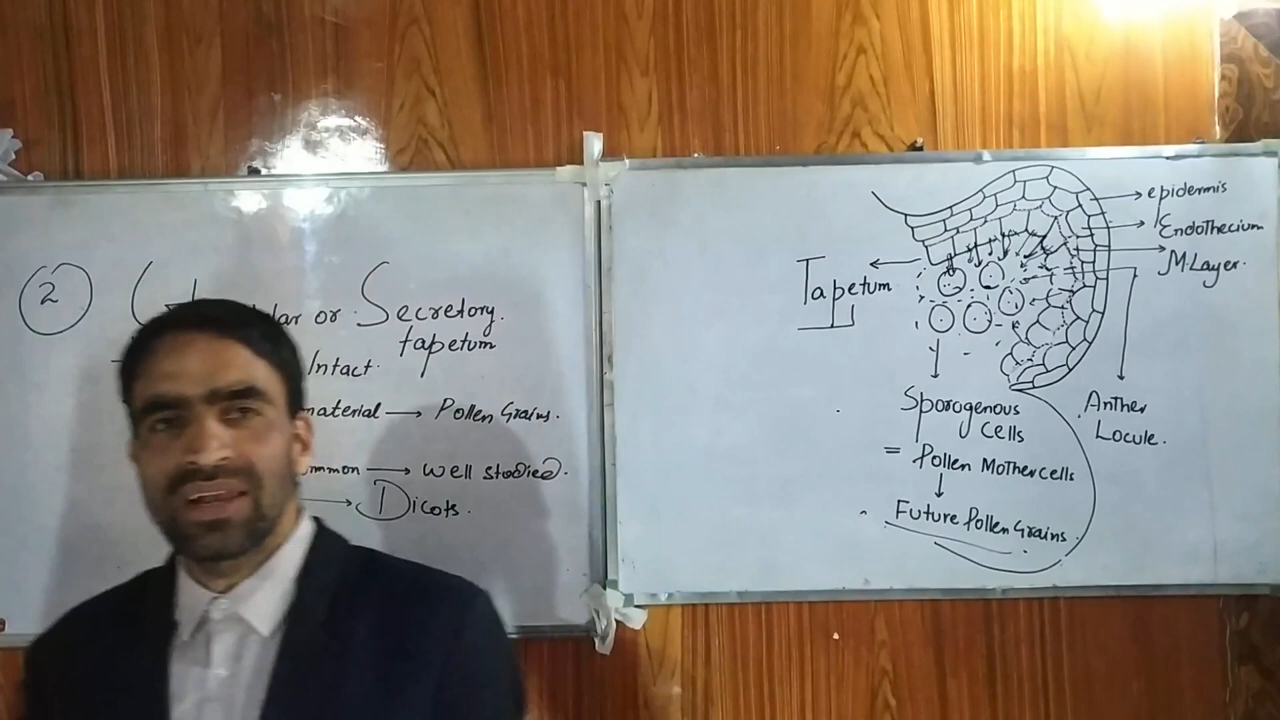 2
or Secretory
tapetum
Intact.
material → Pollen Grains.
→ well studied.
→ Dicots.
epidermis
Endothecium
M.Layer.
Tapetum
Anther
Locule.
Sporogenous
Cells
= Pollen Mothercells
↓
Future Pollen Grains.